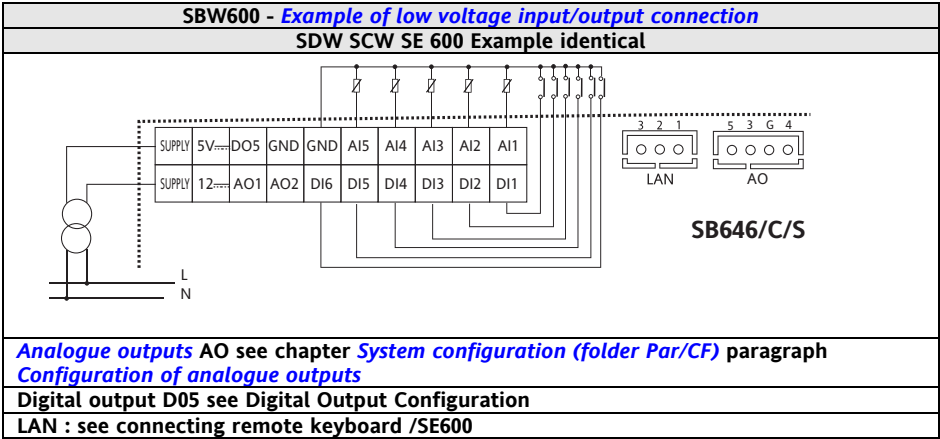 SBW600 - Example of low voltage input/output connection
SDW SCW SE 600 Example identical
3 2 1
5 3 G 4
SUPPLY 5V DO5 GND GND AI5 AI4 AI3 AI2 AI1
SUPPLY 12 AO1 AO2 DI6 DI5 DI4 DI3 DI2 DI1
LAN
AO
SB646/C/S
L
N
Analogue outputs AO see chapter System configuration (folder Par/CF) paragraph
Configuration of analogue outputs
Digital output D05 see Digital Output Configuration
LAN : see connecting remote keyboard /SE600